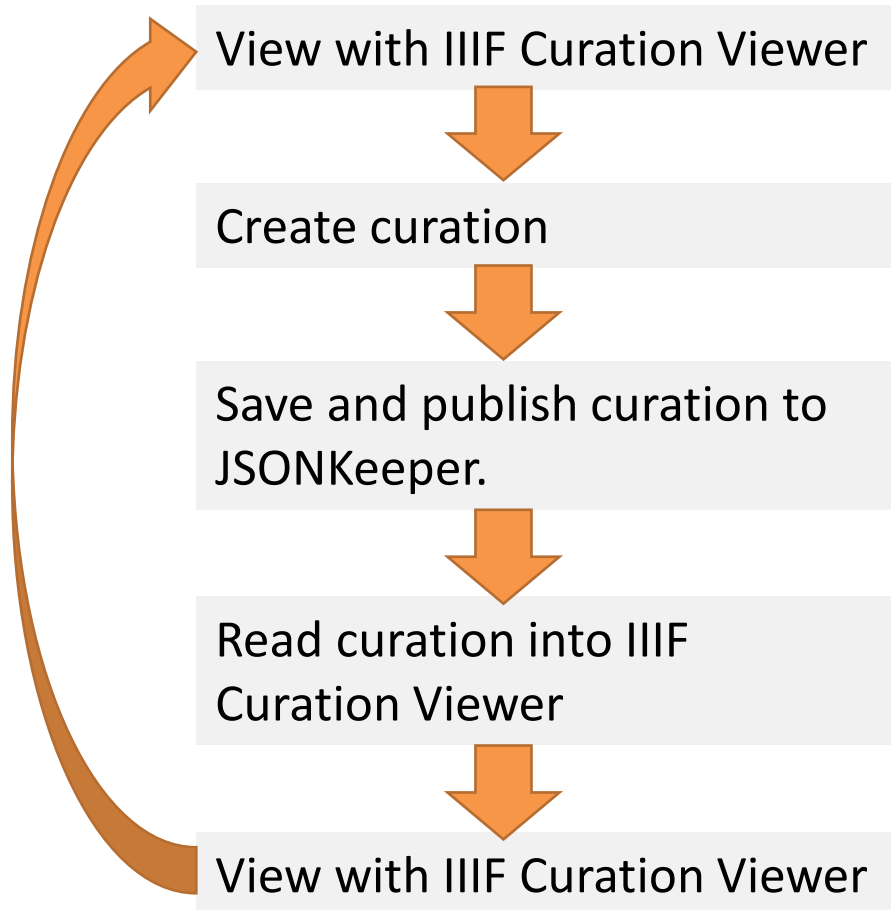 View with IIIF Curation Viewer
Create curation
Save and publish curation to
JSONKeeper.
Read curation into IIIF
Curation Viewer
View with IIIF Curation Viewer